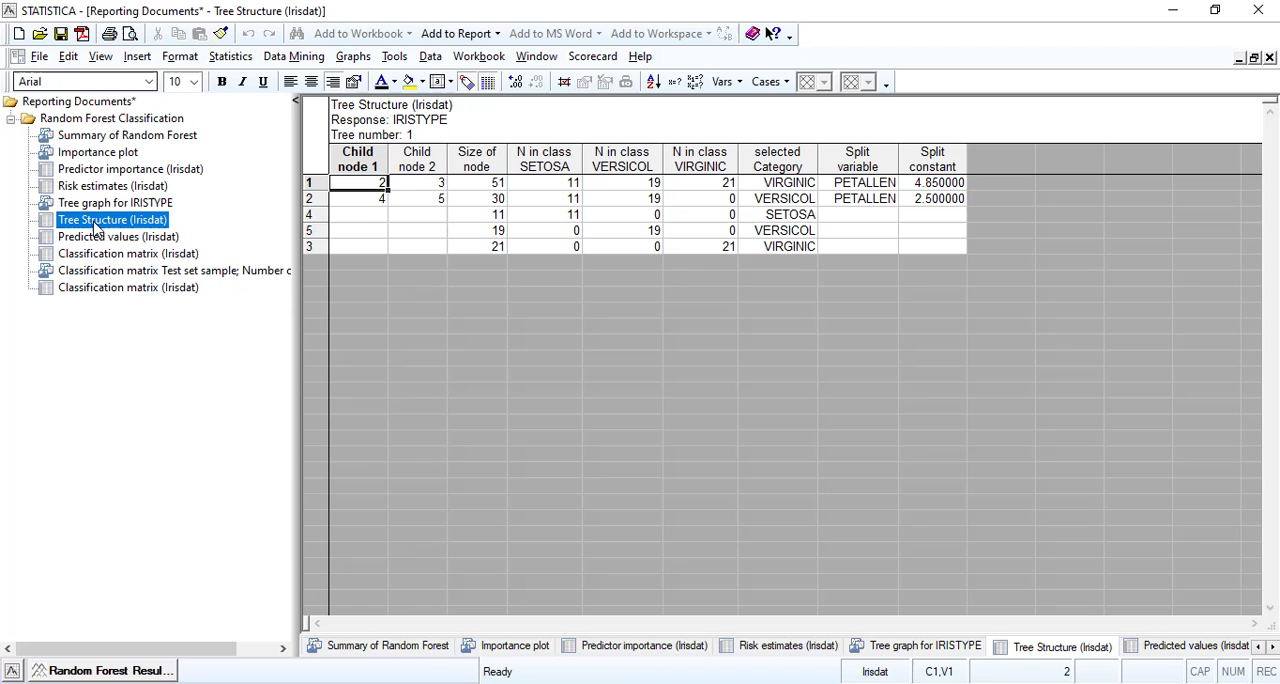 STATISTICA - [Reporting Documents* - Tree Structure (Irisdat)]
Add to Workbook Add to Report Add to MS Word Add to Workspace
File Edit View Insert Format Statistics Data Mining Graphs Tools Data Workbook Window Scorecard Help
Arial 10 B I U Vars Cases
Reporting Documents*
Random Forest Classification
Summary of Random Forest
Importance plot
Predictor importance (Irisdat)
Risk estimates (Irisdat)
Tree graph for IRISTYPE
Tree Structure (Irisdat)
Predicted values (Irisdat)
Classification matrix (Irisdat)
Classification matrix Test set sample; Number o
Classification matrix (Irisdat)
Tree Structure (Irisdat)
Response: IRISTYPE
Tree number: 1
Child Child Size of N in class N in class N in class selected Split Split
node 1 node 2 node SETOSA VERSICOL VIRGINIC Category variable constant
1 2 3 51 11 19 21 VIRGINIC PETALLEN 4.850000
2 4 5 30 11 19 0 VERSICOL PETALLEN 2.500000
4 11 11 0 0 SETOSA
5 19 0 19 0 VERSICOL
3 21 0 0 21 VIRGINIC
Summary of Random Forest Importance plot Predictor importance (Irisdat) Risk estimates (Irisdat) Tree graph for IRISTYPE Tree Structure (Irisdat) Predicted values (Irisdat
Random Forest Resul... Ready Irisdat C1,V1 2 CAP NUM REC